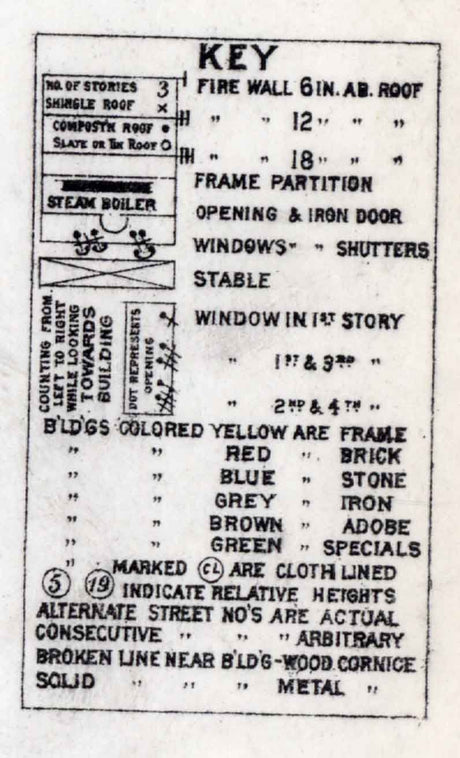 KEY
NO. OF STORIES 3 FIRE WALL 6 IN. AB. ROOF
SHINGLE ROOF ×
COMPOSTN ROOF • " " 12 " " "
SLATE OR TIN ROOF O
" " 18 " " "
FRAME PARTITION
STEAM BOILER
OPENING & IRON DOOR
WINDOWS " " SHUTTERS
STABLE
COUNTING FROM
LEFT TO RIGHT
WHILE LOOKING
TOWARDS
BUILDING
DOT REPRESENTS
OPENING
WINDOW IN 1ST STORY
" 1ST & 3RD "
" 2ND & 4TH "
B'LD'GS COLORED YELLOW ARE FRAME
" " RED " BRICK
" " BLUE " STONE
" " GREY " IRON
" " BROWN " ADOBE
" " GREEN " SPECIALS
" MARKED CL ARE CLOTH LINED
5 19 INDICATE RELATIVE HEIGHTS
ALTERNATE STREET NO'S ARE ACTUAL
CONSECUTIVE " " " ARBITRARY
BROKEN LINE NEAR B'LD'G-WOOD CORNICE
SOLID " " " METAL "